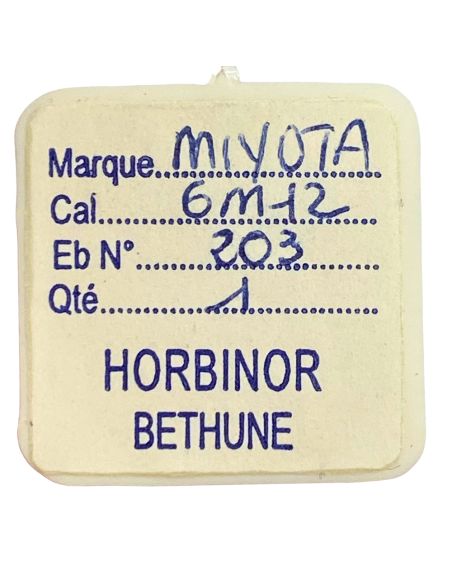 Marque MIYOTA
Cal. 6M12
Eb N° 203
Qté 1
HORBINOR
BETHUNE